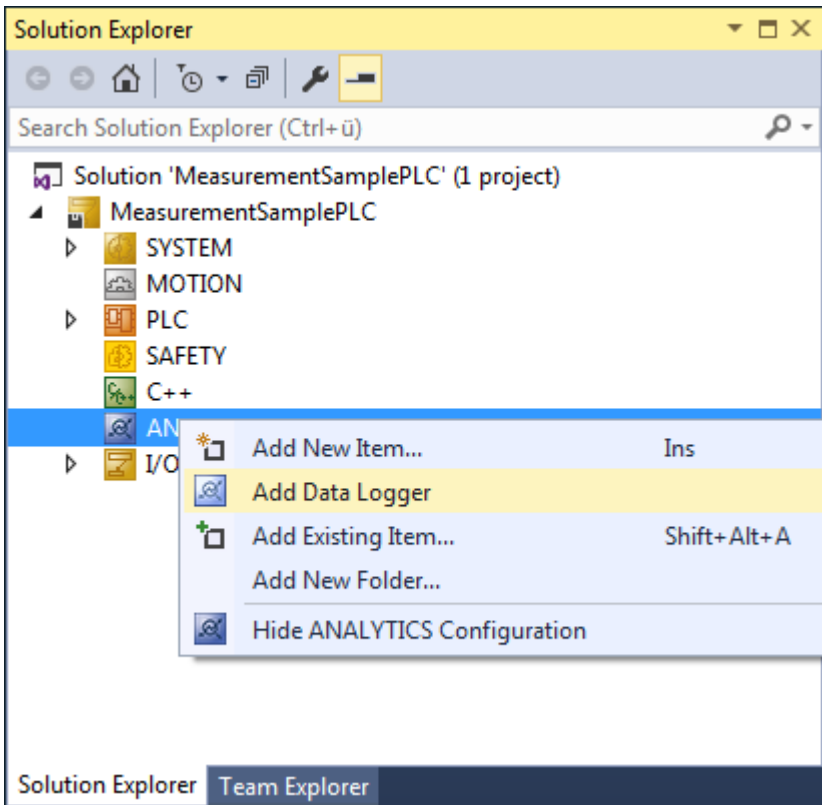 Solution Explorer
Search Solution Explorer (Ctrl+ü)
Solution 'MeasurementSamplePLC' (1 project)
MeasurementSamplePLC
SYSTEM
MOTION
PLC
SAFETY
C++
AN
I/O
Add New Item... Ins
Add Data Logger
Add Existing Item... Shift+Alt+A
Add New Folder...
Hide ANALYTICS Configuration
Solution Explorer Team Explorer